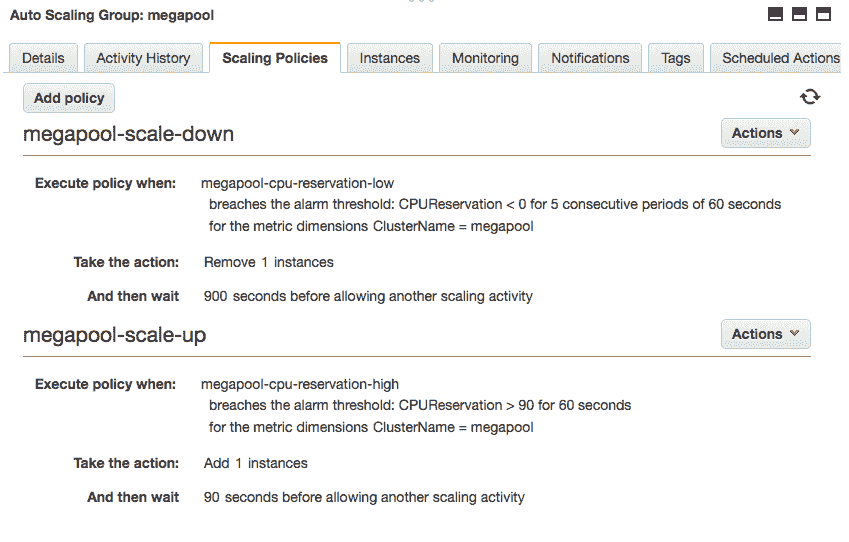 Auto Scaling Group: megapool
Details Activity History Scaling Policies Instances Monitoring Notifications Tags Scheduled Actions
Add policy
megapool-scale-down Actions
Execute policy when: megapool-cpu-reservation-low
breaches the alarm threshold: CPUReservation < 0 for 5 consecutive periods of 60 seconds
for the metric dimensions ClusterName = megapool
Take the action: Remove 1 instances
And then wait 900 seconds before allowing another scaling activity
megapool-scale-up Actions
Execute policy when: megapool-cpu-reservation-high
breaches the alarm threshold: CPUReservation > 90 for 60 seconds
for the metric dimensions ClusterName = megapool
Take the action: Add 1 instances
And then wait 90 seconds before allowing another scaling activity